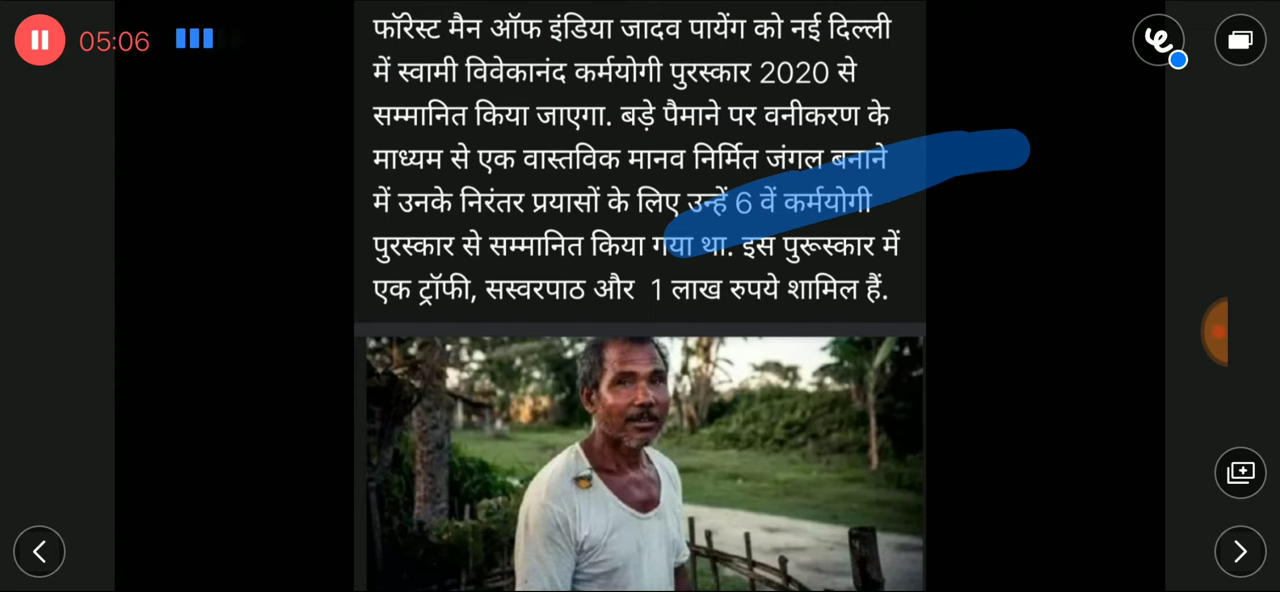 05:06
फॉरेस्ट मैन ऑफ इंडिया जादव पायेंग को नई दिल्ली
में स्वामी विवेकानंद कर्मयोगी पुरस्कार 2020 से
सम्मानित किया जाएगा. बड़े पैमाने पर वनीकरण के
माध्यम से एक वास्तविक मानव निर्मित जंगल बनाने
में उनके निरंतर प्रयासों के लिए उन्हें 6 वें कर्मयोगी
पुरस्कार से सम्मानित किया गया था. इस पुरूस्कार में
एक ट्रॉफी, सस्वरपाठ और 1 लाख रुपये शामिल हैं.